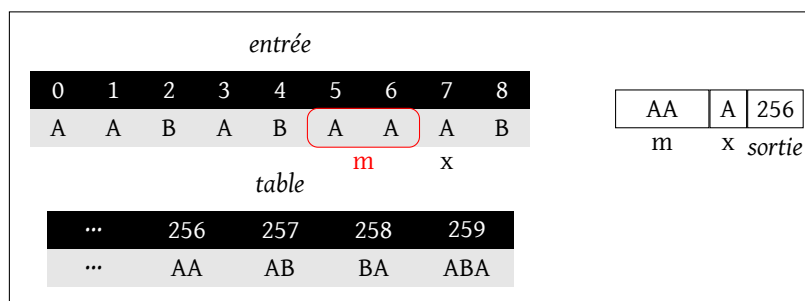 entrée
0 1 2 3 4 5 6 7 8
A A B A B A A A B
m x
table
... 256 257 258 259
... AA AB BA ABA
AA A 256
m x sortie